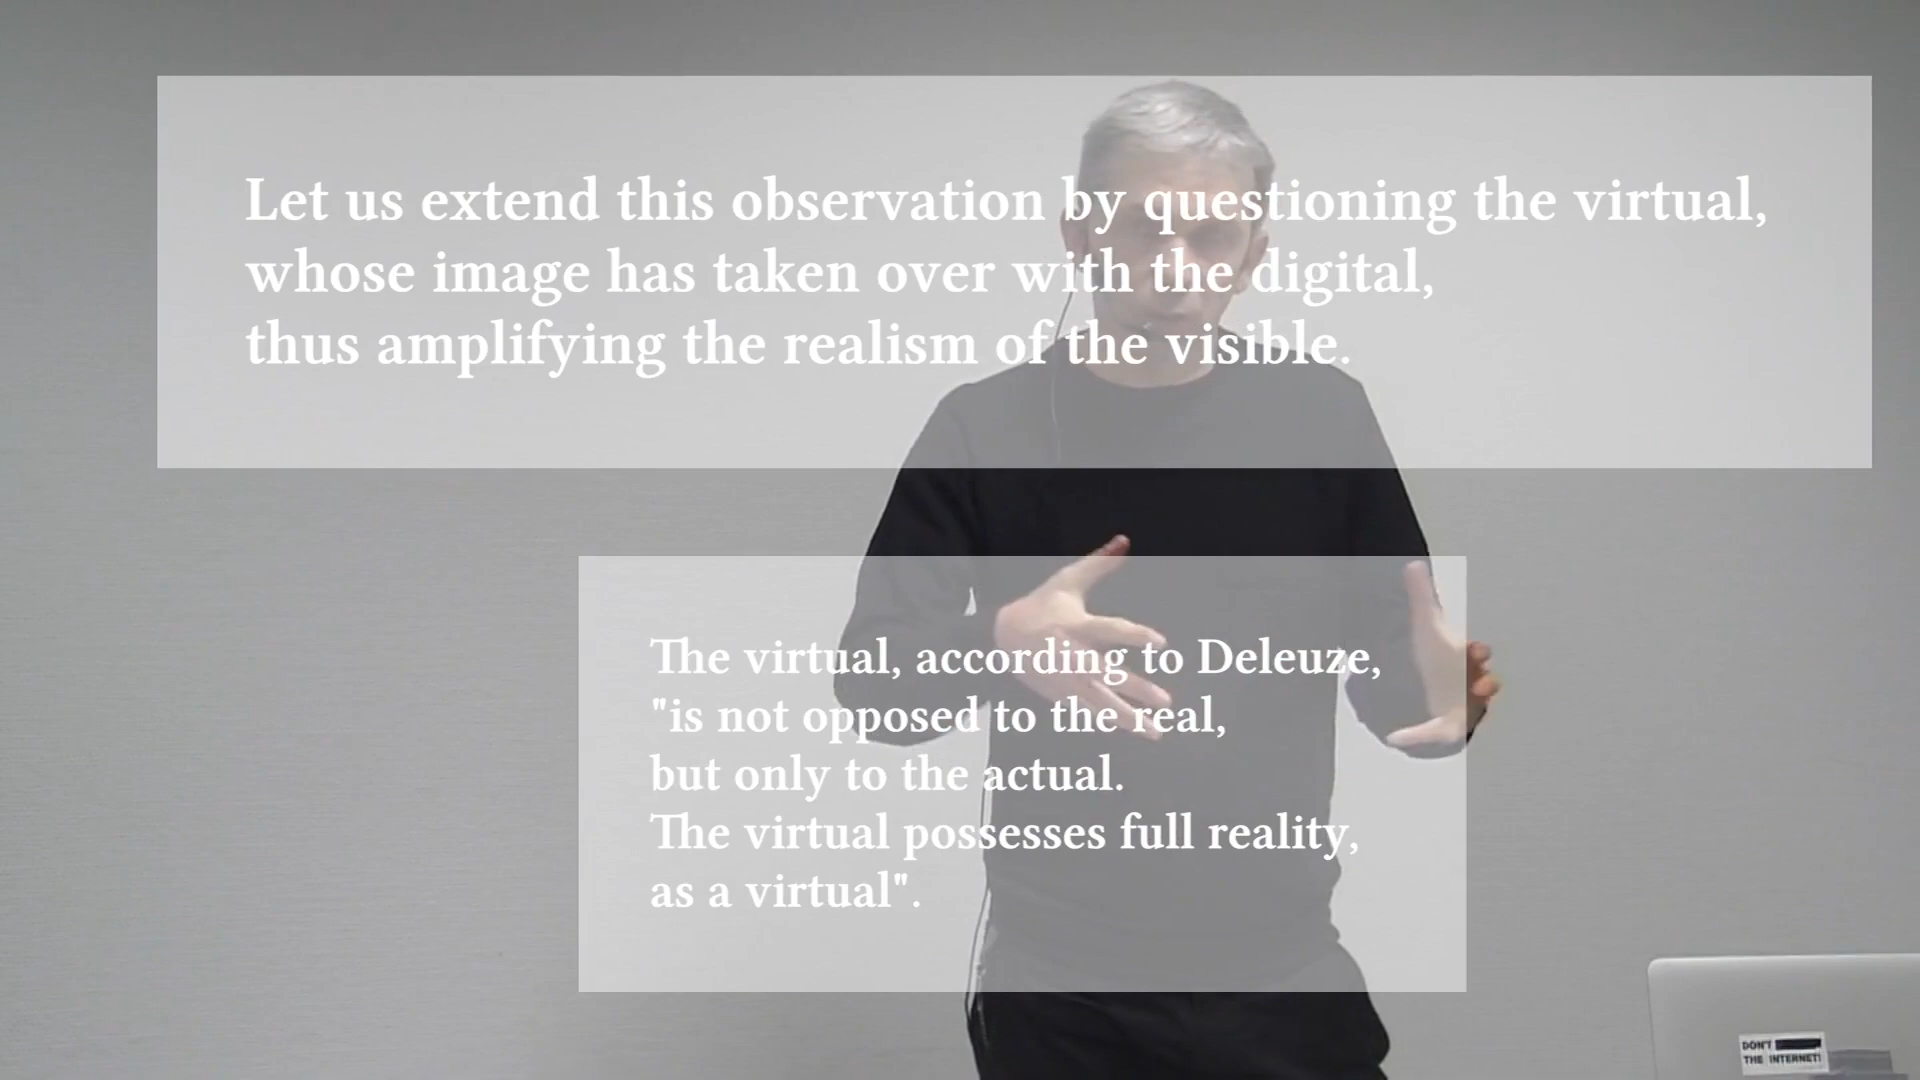 Let us extend this observation by questioning the virtual,
whose image has taken over with the digital,
thus amplifying the realism of the visible.
The virtual, according to Deleuze,
"is not opposed to the real,
but only to the actual.
The virtual possesses full reality,
as a virtual".
DON'T
THE INTERNET!